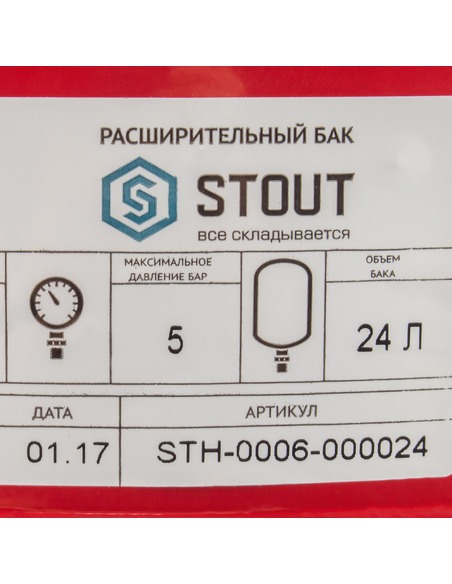 РАСШИРИТЕЛЬНЫЙ БАК
STOUT
все складывается
МАКСИМАЛЬНОЕ
ДАВЛЕНИЕ БАР
5
ОБЪЕМ
БАКА
24 Л
ДАТА
АРТИКУЛ
01.17
STH-0006-000024